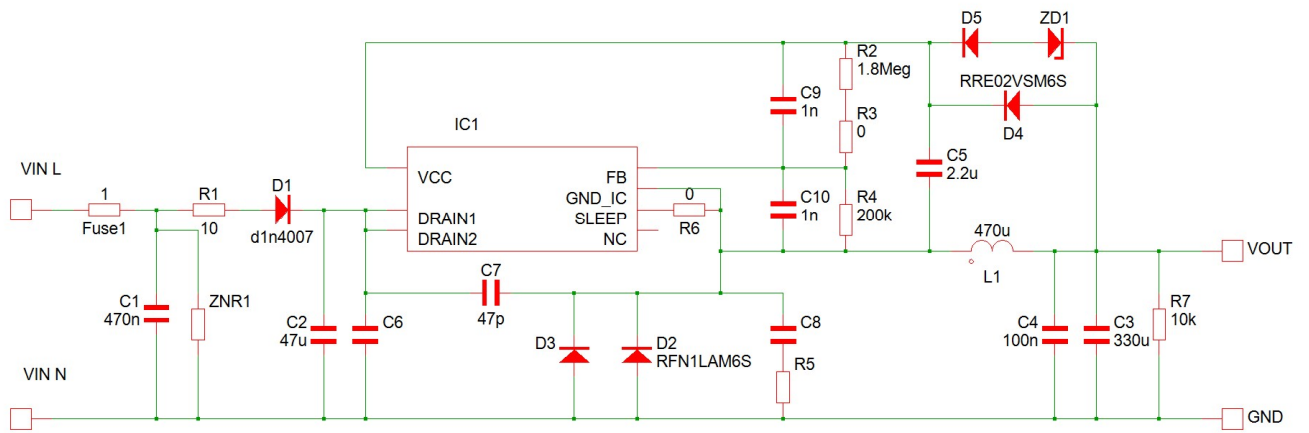 D5
ZD1
R2
1.8Meg
RRE02VSM6S
C9
1n
R3
0
D4
IC1
C5
2.2u
VIN L
VCC
FB
GND_IC
SLEEP
NC
DRAIN1
DRAIN2
0
R6
C10
1n
R4
200k
1
Fuse1
R1
10
D1
d1n4007
470u
L1
VOUT
C7
47p
C1
470n
ZNR1
C2
47u
C6
D3
D2
RFN1LAM6S
C8
R5
C4
100n
C3
330u
R7
10k
VIN N
GND